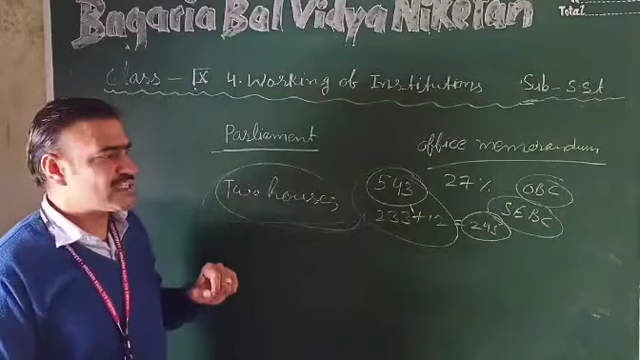 Bagaria Bal Vidya Niketan
Total
Class - IX 4. Working of Institutions Sub - S.S.T
Parliament
office memorandum
Two houses
543
27% OBC
SEBC
233+12 = 245